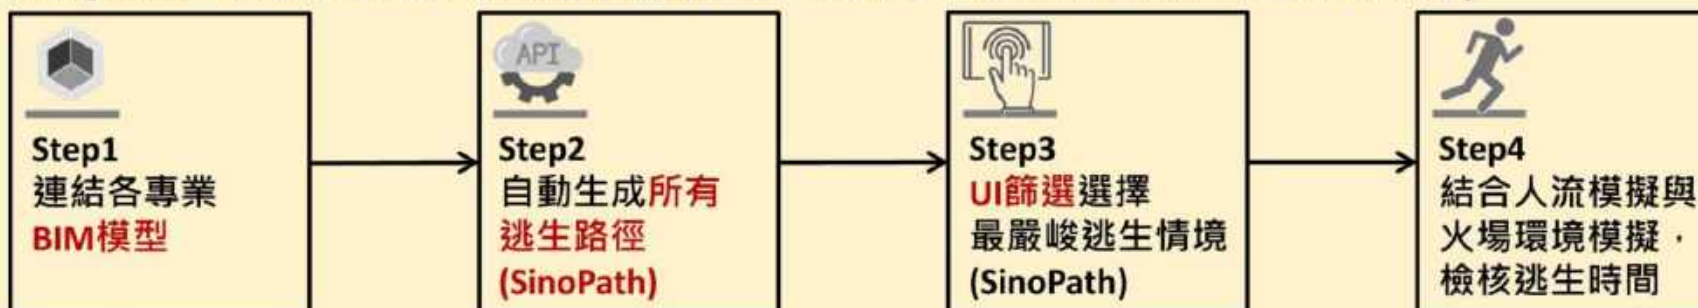 API
Step1
連結各專業
BIM模型
Step2
自動生成所有
逃生路徑
(SinoPath)
Step3
UI篩選選擇
最嚴峻逃生情境
(SinoPath)
Step4
結合人流模擬與
火場環境模擬，
檢核逃生時間